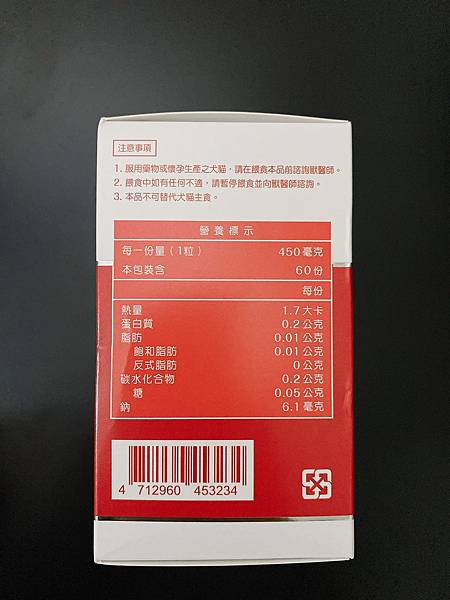 注意事項
1. 服用藥物或懷孕生產之犬貓，請在餵食本品前諮詢獸醫師。
2. 餵食中如有任何不適，請暫停餵食並向獸醫師諮詢。
3. 本品不可替代犬貓主食。
營養標示
每一份量（1粒） 450毫克
本包裝含 60份
每份
熱量 1.7大卡
蛋白質 0.2公克
脂肪 0.01公克
飽和脂肪 0.01公克
反式脂肪 0公克
碳水化合物 0.2公克
糖 0.05公克
鈉 6.1毫克
4 712960 453234